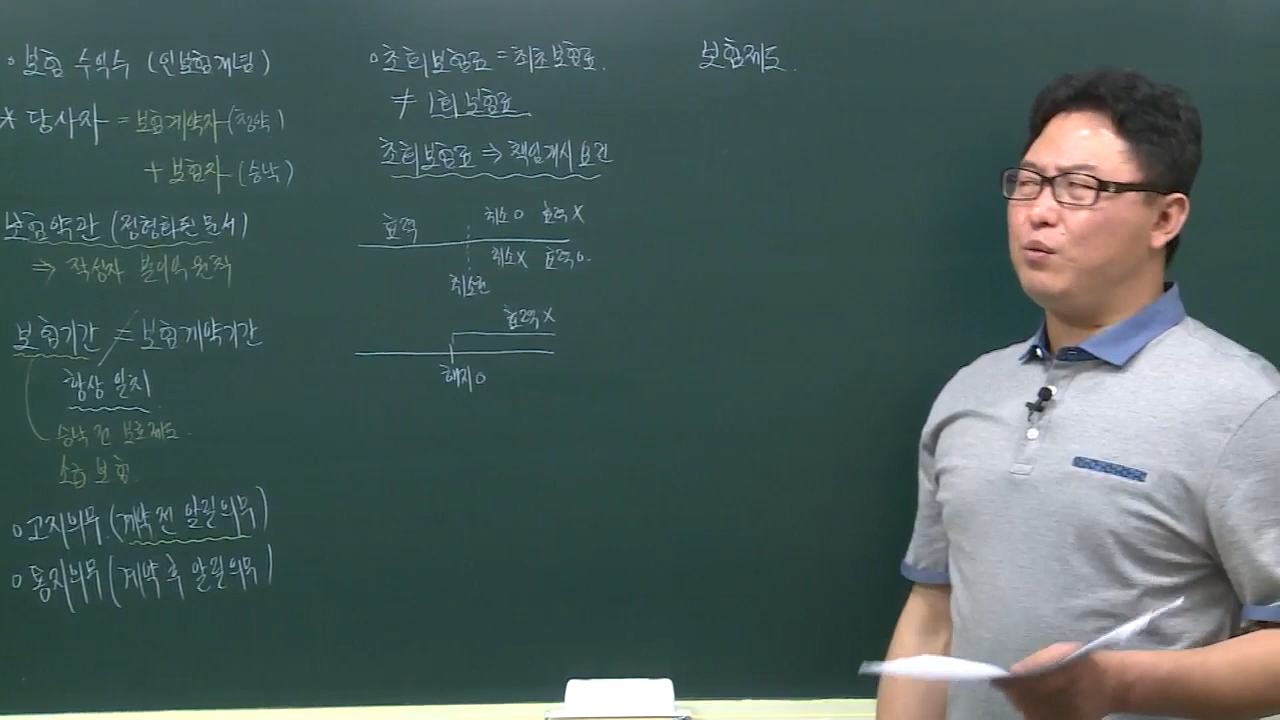 ○보험 수익수 (인보험개념)
* 당사자 = 보험계약자 (청약)
+ 보험자 (승낙)
보험약관 (정형화된 문서)
⇒ 작성자 불이익 원칙
보험기간 ≠ 보험계약기간
항상 일치
승낙 전 보호제도.
소급 보험.
○고지의무 (계약 전 알릴의무)
○통지의무 (계약 후 알릴의무)
○초회보험료 = 최초보험료.
≠ 1회 보험료
초회보험료 ⇒ 책임개시 요건
효력
취소○ 효력×
취소× 효력○.
취소권
효력×
해지○
보험제도.